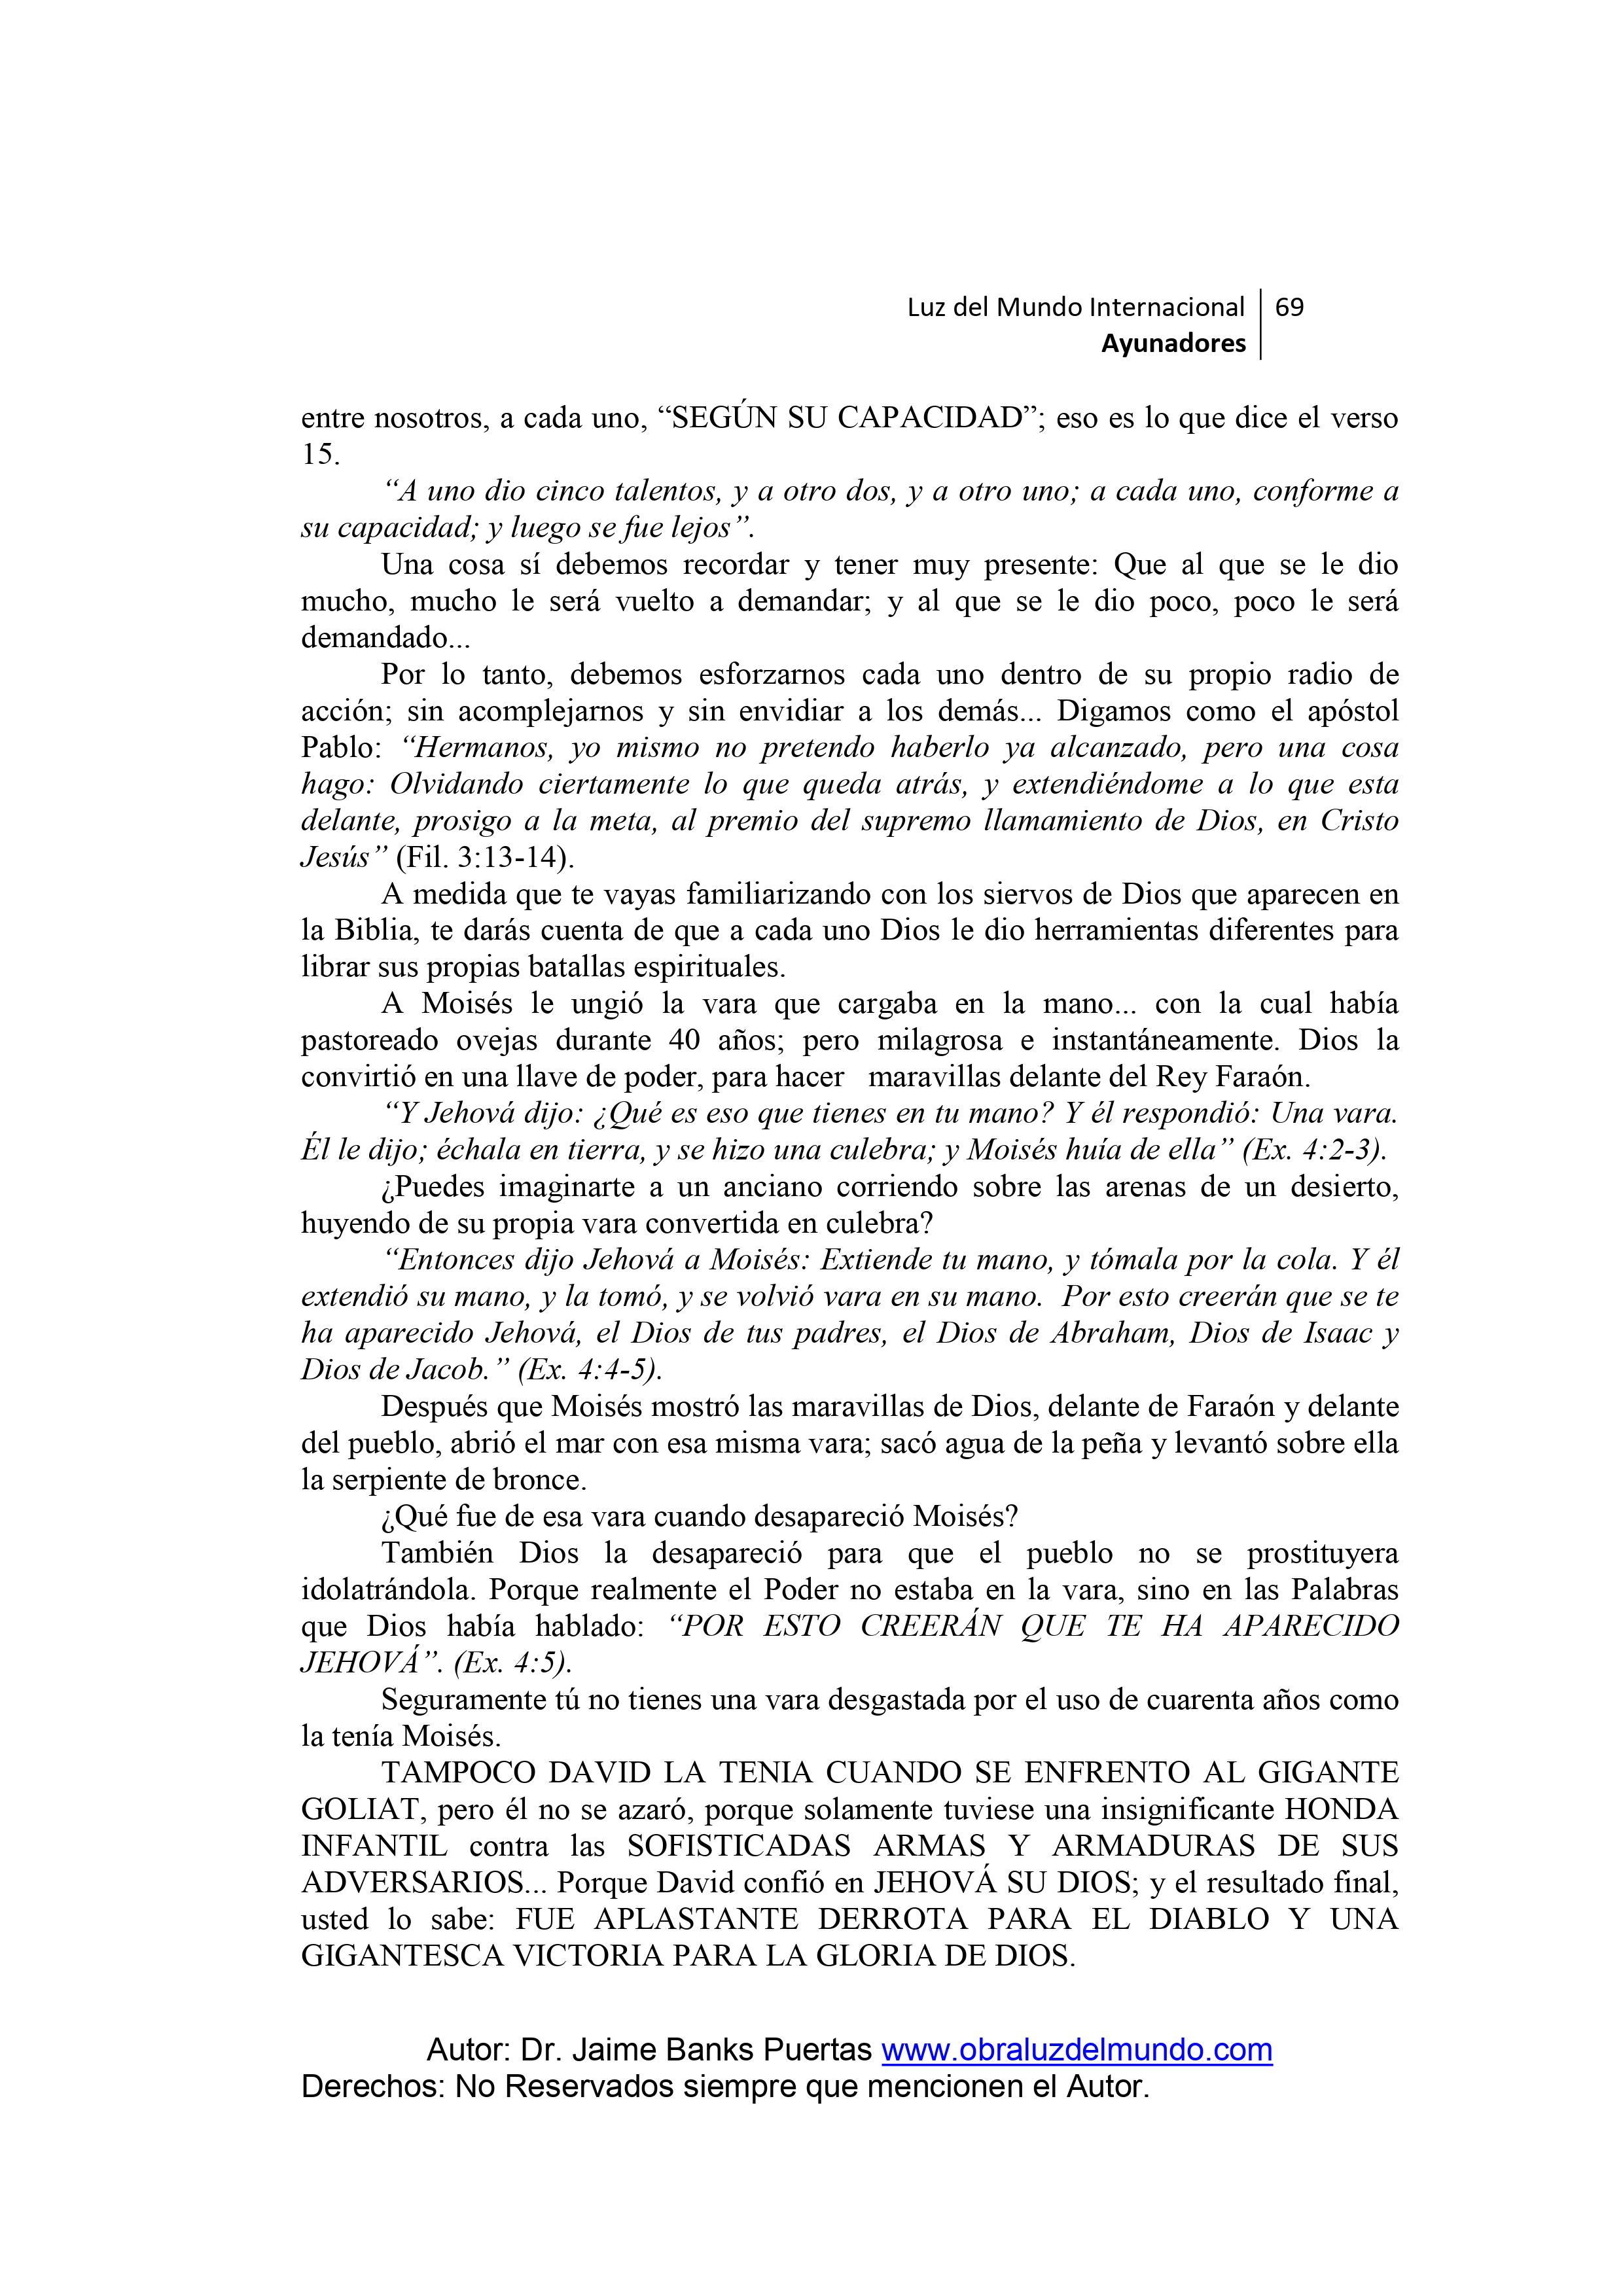 Luz del Mundo Internacional 69
Ayunadores
entre nosotros, a cada uno, “SEGÚN SU CAPACIDAD”; eso es lo que dice el verso
15.
“A uno dio cinco talentos, y a otro dos, y a otro uno; a cada uno, conforme a
su capacidad; y luego se fue lejos”.
Una cosa sí debemos recordar y tener muy presente: Que al que se le dio
mucho, mucho le será vuelto a demandar; y al que se le dio poco, poco le será
demandado...
Por lo tanto, debemos esforzarnos cada uno dentro de su propio radio de
acción; sin acomplejarnos y sin envidiar a los demás... Digamos como el apóstol
Pablo: “Hermanos, yo mismo no pretendo haberlo ya alcanzado, pero una cosa
hago: Olvidando ciertamente lo que queda atrás, y extendiéndome a lo que esta
delante, prosigo a la meta, al premio del supremo llamamiento de Dios, en Cristo
Jesús” (Fil. 3:13-14).
A medida que te vayas familiarizando con los siervos de Dios que aparecen en
la Biblia, te darás cuenta de que a cada uno Dios le dio herramientas diferentes para
librar sus propias batallas espirituales.
A Moisés le ungió la vara que cargaba en la mano... con la cual había
pastoreado ovejas durante 40 años; pero milagrosa e instantáneamente. Dios la
convirtió en una llave de poder, para hacer   maravillas delante del Rey Faraón.
“Y Jehová dijo: ¿Qué es eso que tienes en tu mano? Y él respondió: Una vara.
Él le dijo; échala en tierra, y se hizo una culebra; y Moisés huía de ella” (Ex. 4:2-3).
¿Puedes imaginarte a un anciano corriendo sobre las arenas de un desierto,
huyendo de su propia vara convertida en culebra?
“Entonces dijo Jehová a Moisés: Extiende tu mano, y tómala por la cola. Y él
extendió su mano, y la tomó, y se volvió vara en su mano.  Por esto creerán que se te
ha aparecido Jehová, el Dios de tus padres, el Dios de Abraham, Dios de Isaac y
Dios de Jacob.” (Ex. 4:4-5).
Después que Moisés mostró las maravillas de Dios, delante de Faraón y delante
del pueblo, abrió el mar con esa misma vara; sacó agua de la peña y levantó sobre ella
la serpiente de bronce.
¿Qué fue de esa vara cuando desapareció Moisés?
También Dios la desapareció para que el pueblo no se prostituyera
idolatrándola. Porque realmente el Poder no estaba en la vara, sino en las Palabras
que Dios había hablado: “POR ESTO CREERÁN QUE TE HA APARECIDO
JEHOVÁ”. (Ex. 4:5).
Seguramente tú no tienes una vara desgastada por el uso de cuarenta años como
la tenía Moisés.
TAMPOCO DAVID LA TENIA CUANDO SE ENFRENTO AL GIGANTE
GOLIAT, pero él no se azaró, porque solamente tuviese una insignificante HONDA
INFANTIL contra las SOFISTICADAS ARMAS Y ARMADURAS DE SUS
ADVERSARIOS... Porque David confió en JEHOVÁ SU DIOS; y el resultado final,
usted lo sabe: FUE APLASTANTE DERROTA PARA EL DIABLO Y UNA
GIGANTESCA VICTORIA PARA LA GLORIA DE DIOS.
Autor: Dr. Jaime Banks Puertas www.obraluzdelmundo.com
Derechos: No Reservados siempre que mencionen el Autor.